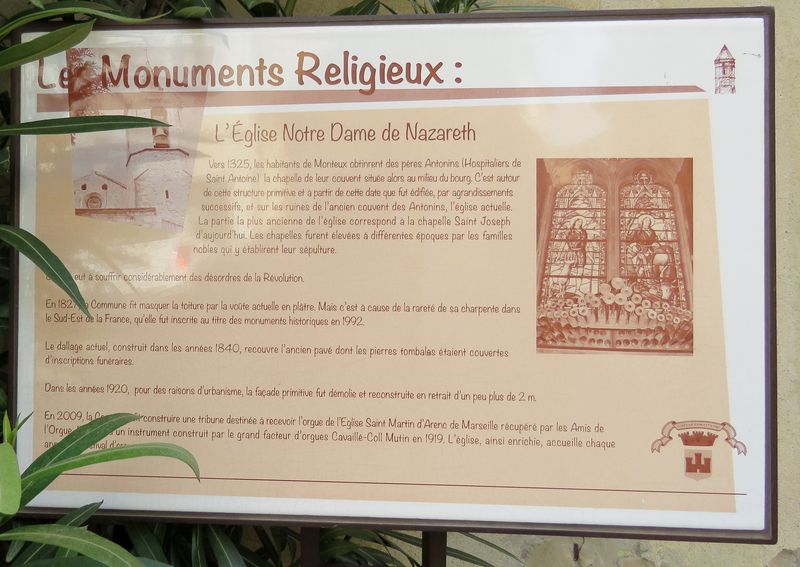 Les Monuments Religieux :
L'Église Notre Dame de Nazareth
Vers 1325, les habitants de Monteux obtinrent des pères Antonins (Hospitaliers de
Saint Antoine) la chapelle de leur couvent située alors au milieu du bourg. C'est autour
de cette structure primitive et à partir de cette date que fut édifiée, par agrandissements
successifs, et sur les ruines de l'ancien couvent des Antonins, l'église actuelle.
La partie la plus ancienne de l'église correspond à la chapelle Saint Joseph
d'aujourd'hui. Les chapelles furent élevées à différentes époques par les familles
nobles qui y établirent leur sépulture.
eut à souffrir considérablement des désordres de la Révolution.
En 1827 la Commune fit masquer la toiture par la voûte actuelle en plâtre. Mais c'est à cause de la rareté de sa charpente dans
le Sud-Est de la France, qu'elle fut inscrite au titre des monuments historiques en 1992.
Le dallage actuel, construit dans les années 1840, recouvre l'ancien pavé dont les pierres tombales étaient couvertes
d'inscriptions funéraires.
Dans les années 1920, pour des raisons d'urbanisme, la façade primitive fut démolie et reconstruite en retrait d'un peu plus de 2 m.
En 2009, la construire une tribune destinée à recevoir l'orgue de l'Eglise Saint Martin d'Arenc de Marseille récupéré par les Amis de
l'Orgue un instrument construit par le grand facteur d'orgues Cavaillé-Coll Mutin en 1919. L'église, ainsi enrichie, accueille chaque